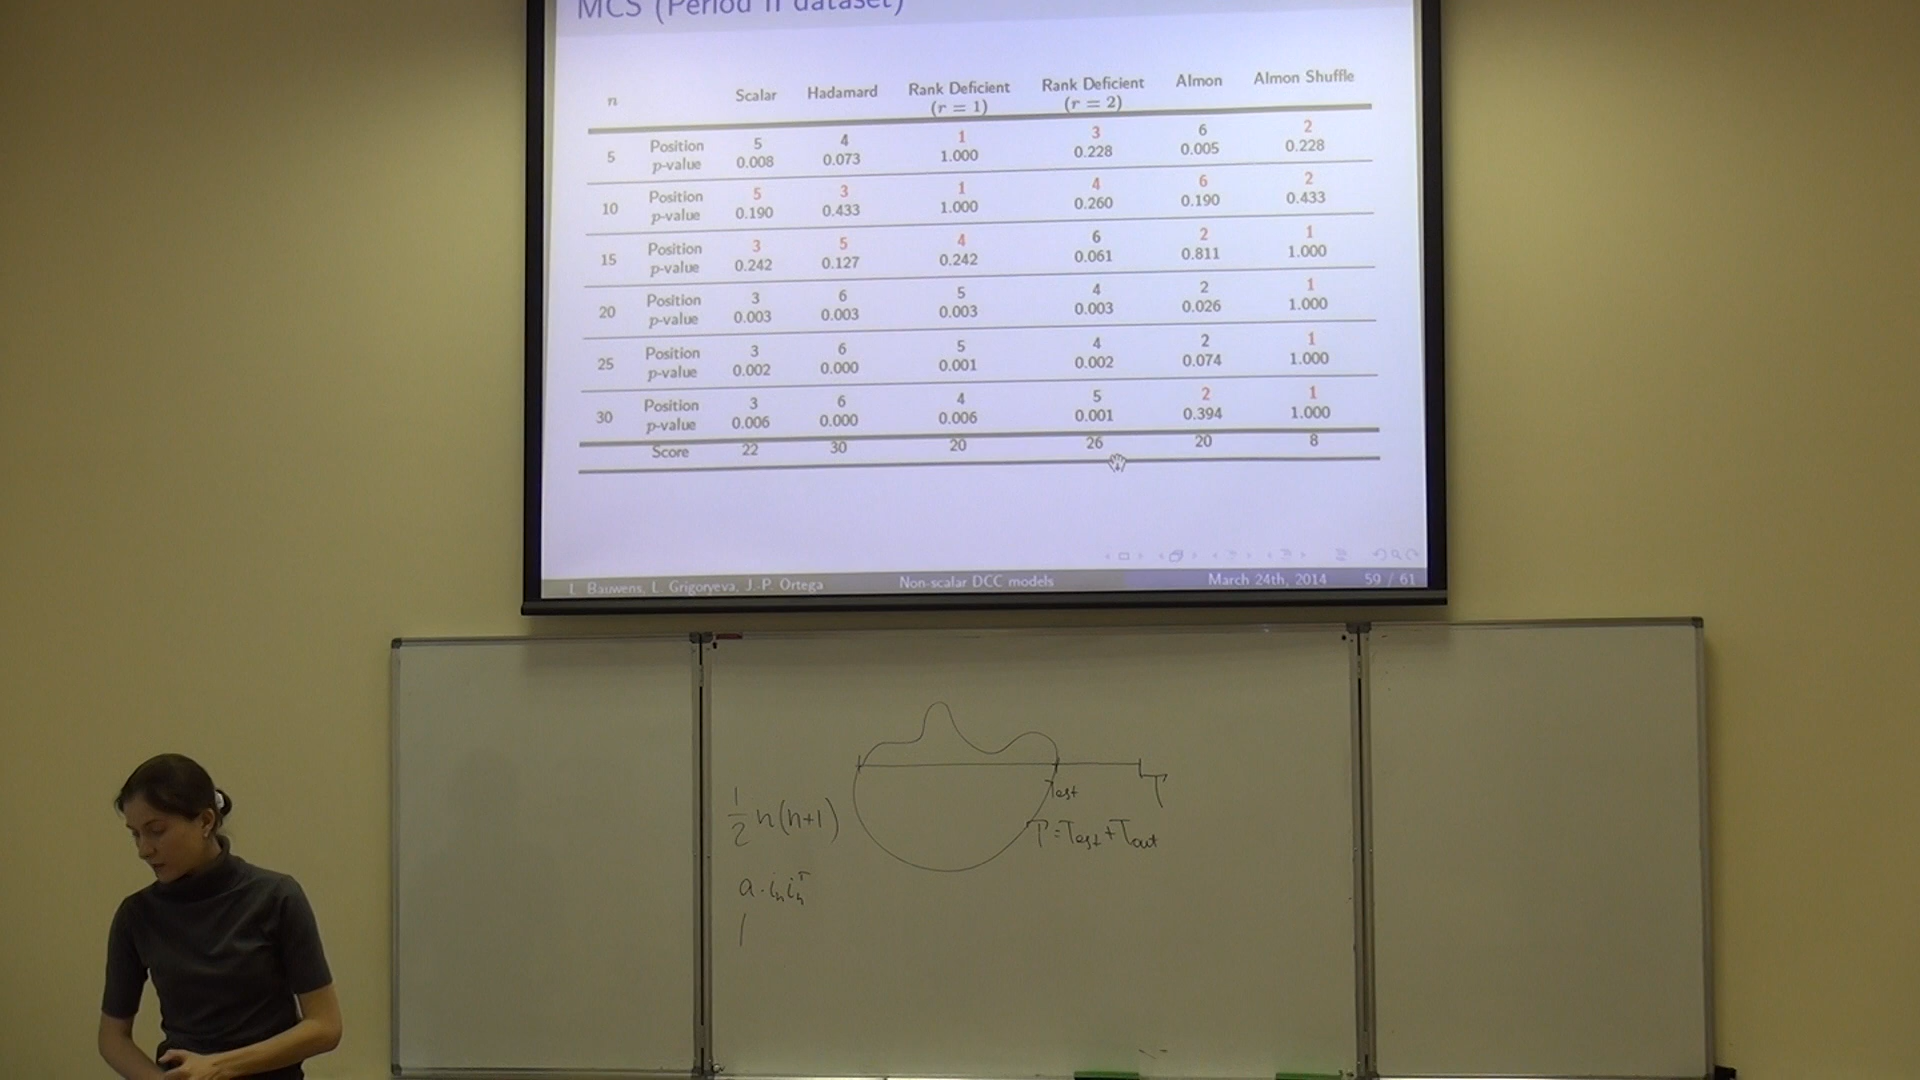 MCS (Period II dataset)
n Scalar Hadamard Rank Deficient (r = 1) Rank Deficient (r = 2) Almon Almon Shuffle
5 Position 5 4 1 3 6 2
p-value 0.008 0.073 1.000 0.228 0.005 0.228
10 Position 5 3 1 4 6 2
p-value 0.190 0.433 1.000 0.260 0.190 0.433
15 Position 3 5 4 6 2 1
p-value 0.242 0.127 0.242 0.061 0.811 1.000
20 Position 3 6 5 4 2 1
p-value 0.003 0.003 0.003 0.003 0.026 1.000
25 Position 3 6 5 4 2 1
p-value 0.002 0.000 0.001 0.002 0.074 1.000
30 Position 3 6 4 5 2 1
p-value 0.006 0.000 0.006 0.001 0.394 1.000
Score 22 30 20 26 20 8
L. Bauwens, L. Grigoryeva, J.-P. Ortega Non-scalar DCC models March 24th, 2014 59 / 61
Test T
1/2 n(n+1)
T = Test + Tout
a · iₙiₙᵀ